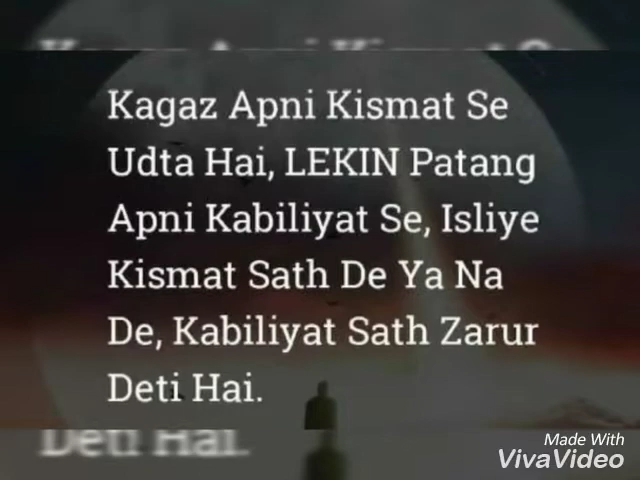 Kagaz Apni Kismat Se
Udta Hai, LEKIN Patang
Apni Kabiliyat Se, Isliye
Kismat Sath De Ya Na
De, Kabiliyat Sath Zarur
Deti Hai.
Deti Hai.
Made With
VivaVideo